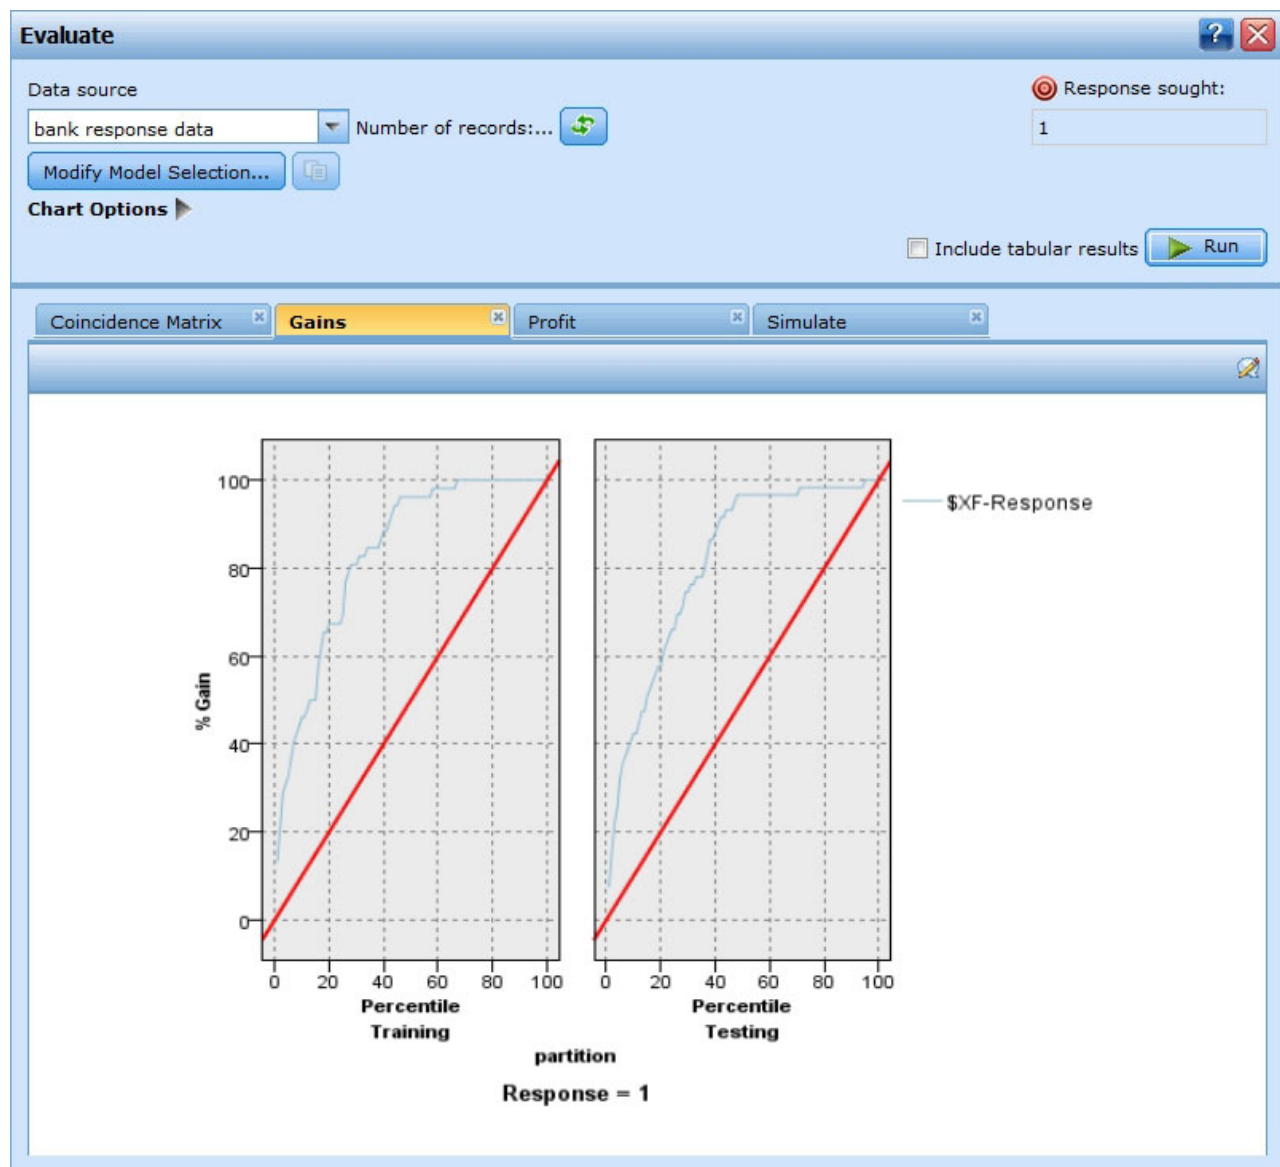 Evaluate
?
Data source
Response sought:
bank response data
Number of records:...
1
Modify Model Selection...
Chart Options
Include tabular results
Run
Coincidence Matrix
Gains
Profit
Simulate
100
80
60
40
20
0
% Gain
$XF-Response
0 20 40 60 80 100
0 20 40 60 80 100
Percentile
Training
Percentile
Testing
partition
Response = 1